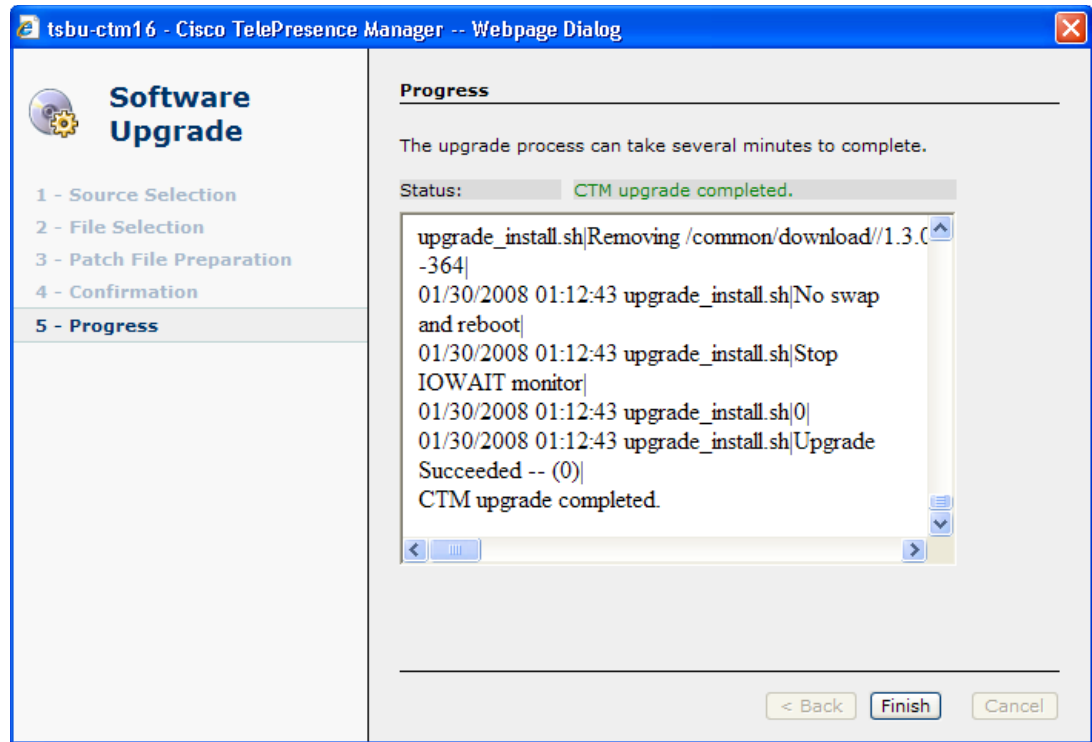 tsbu-ctm16 - Cisco TelePresence Manager -- Webpage Dialog
Software
Upgrade
1 - Source Selection
2 - File Selection
3 - Patch File Preparation
4 - Confirmation
5 - Progress
Progress
The upgrade process can take several minutes to complete.
Status: CTM upgrade completed.
upgrade_install.sh|Removing /common/download//1.3.0
-364|
01/30/2008 01:12:43 upgrade_install.sh|No swap
and reboot|
01/30/2008 01:12:43 upgrade_install.sh|Stop
IOWAIT monitor|
01/30/2008 01:12:43 upgrade_install.sh|0|
01/30/2008 01:12:43 upgrade_install.sh|Upgrade
Succeeded -- (0)|
CTM upgrade completed.
< Back Finish Cancel